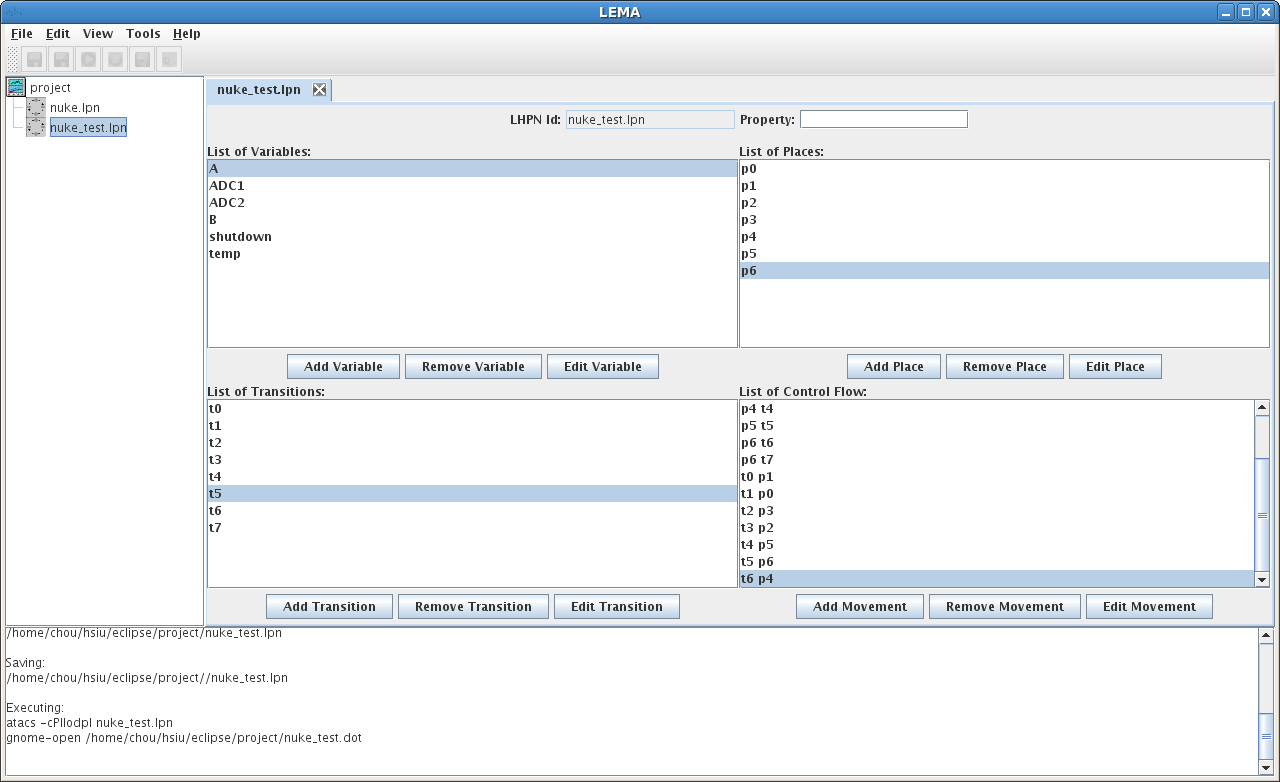 LEMA
File Edit View Tools Help
project
nuke.lpn
nuke_test.lpn
nuke_test.lpn
LHPN Id: nuke_test.lpn Property:
List of Variables:
A
ADC1
ADC2
B
shutdown
temp
Add Variable Remove Variable Edit Variable
List of Places:
p0
p1
p2
p3
p4
p5
p6
Add Place Remove Place Edit Place
List of Transitions:
t0
t1
t2
t3
t4
t5
t6
t7
Add Transition Remove Transition Edit Transition
List of Control Flow:
p4 t4
p5 t5
p6 t6
p6 t7
t0 p1
t1 p0
t2 p3
t3 p2
t4 p5
t5 p6
t6 p4
Add Movement Remove Movement Edit Movement
/home/chou/hsiu/eclipse/project/nuke_test.lpn
Saving:
/home/chou/hsiu/eclipse/project//nuke_test.lpn
Executing:
atacs -cPllodpl nuke_test.lpn
gnome-open /home/chou/hsiu/eclipse/project/nuke_test.dot